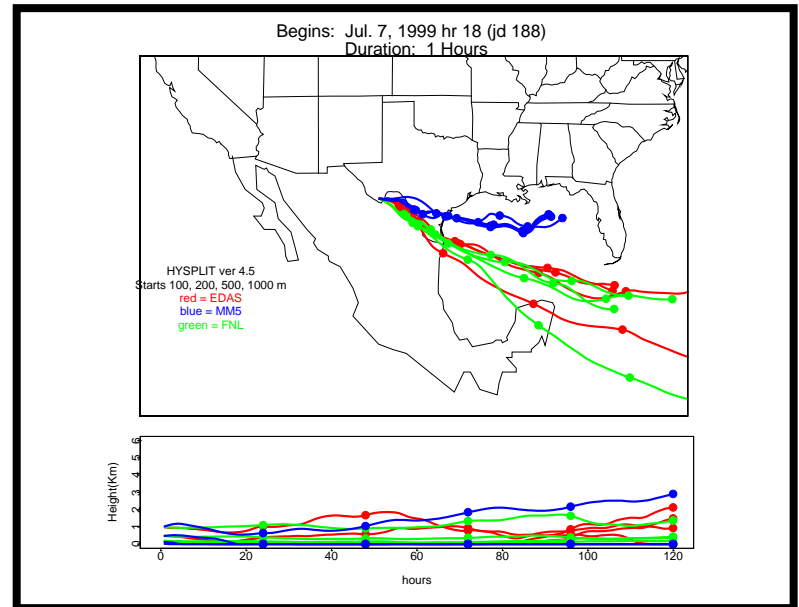 Begins: Jul. 7, 1999 hr 18 (jd 188)
Duration: 1 Hours
HYSPLIT ver 4.5
Starts 100, 200, 500, 1000 m
red = EDAS
blue = MM5
green = FNL
Height(Km)
6
5
4
3
2
1
0
0 20 40 60 80 100 120
hours